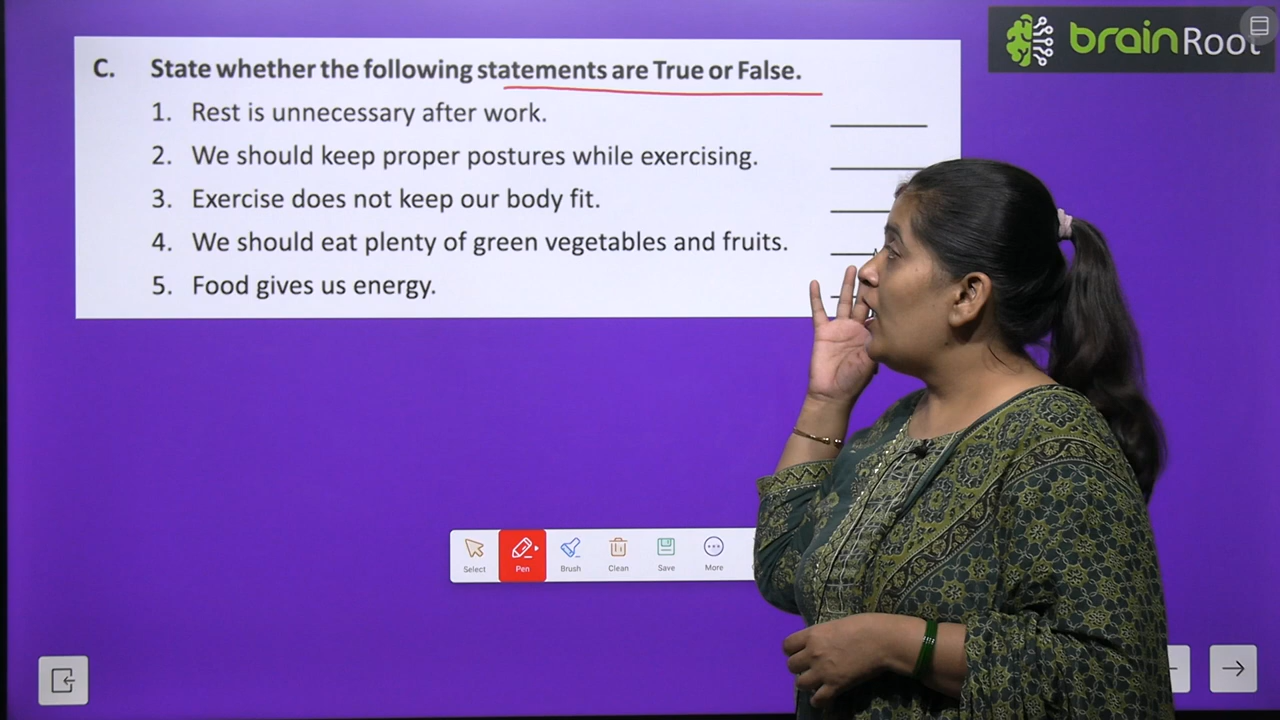 brainRoot
C. State whether the following statements are True or False.
1. Rest is unnecessary after work.
2. We should keep proper postures while exercising.
3. Exercise does not keep our body fit.
4. We should eat plenty of green vegetables and fruits.
5. Food gives us energy.
Select Pen Brush Clean Save More